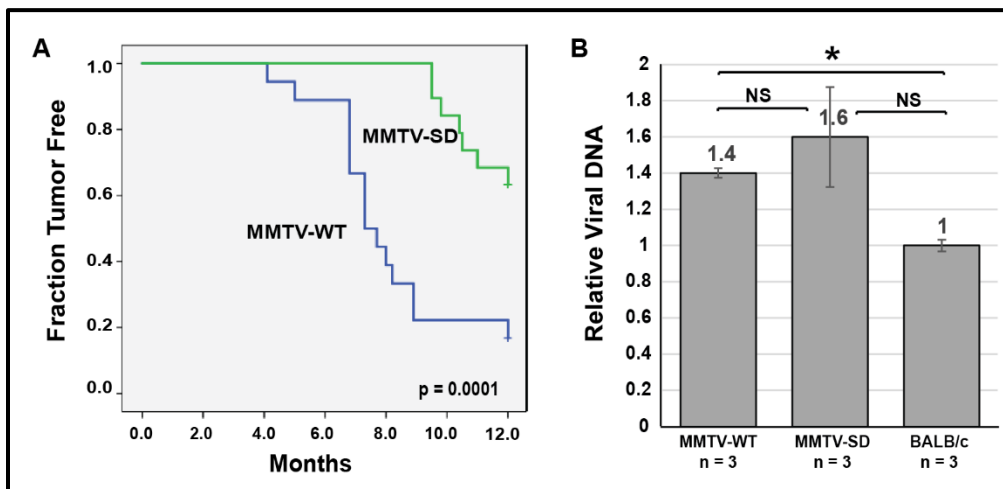 A
Fraction Tumor Free
1.0
0.8
0.6
0.4
0.2
0.0
MMTV-SD
MMTV-WT
p = 0.0001
0.0 2.0 4.0 6.0 8.0 10.0 12.0
Months
B
Relative Viral DNA
2
1.8
1.6
1.4
1.2
1
0.8
0.6
0.4
0.2
0
*
NS NS
1.4
1.6
1
MMTV-WT MMTV-SD BALB/c
n = 3 n = 3 n = 3